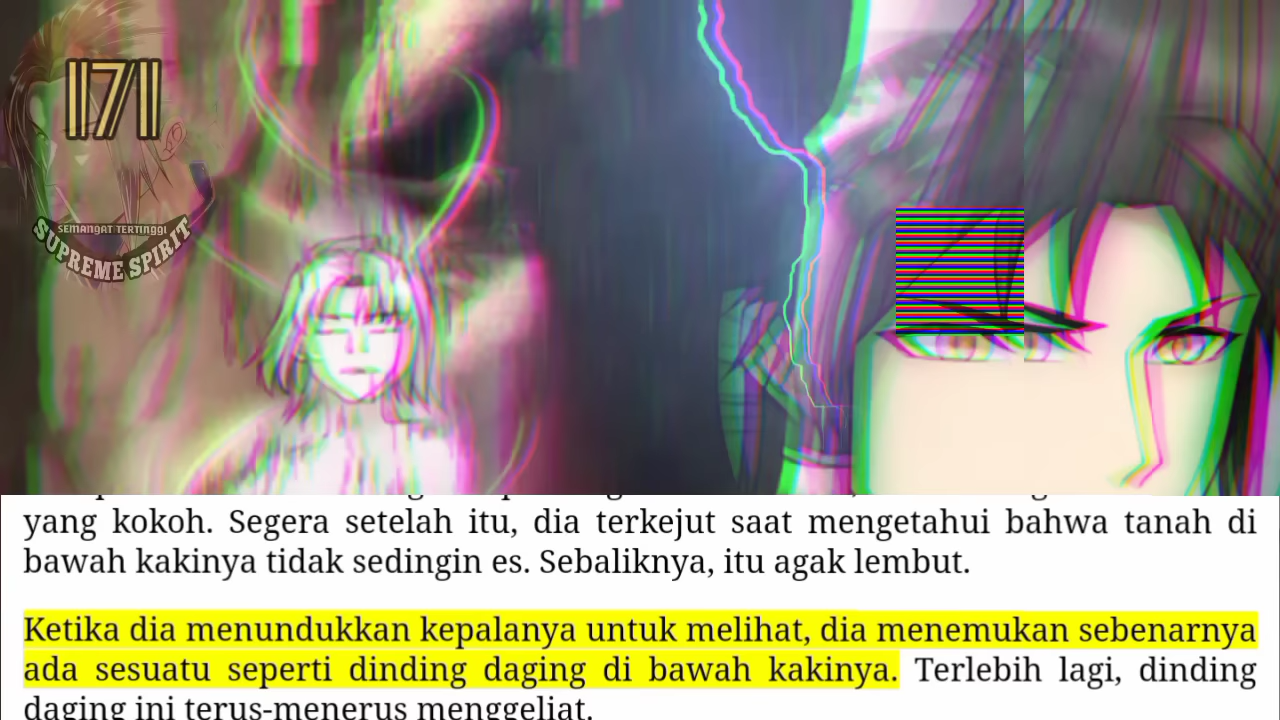 171
SEMANGAT TERTINGGI
SUPREME SPIRIT
yang kokoh. Segera setelah itu, dia terkejut saat mengetahui bahwa tanah di
bawah kakinya tidak sedingin es. Sebaliknya, itu agak lembut.
Ketika dia menundukkan kepalanya untuk melihat, dia menemukan sebenarnya
ada sesuatu seperti dinding daging di bawah kakinya. Terlebih lagi, dinding
daging ini terus-menerus menggeliat.